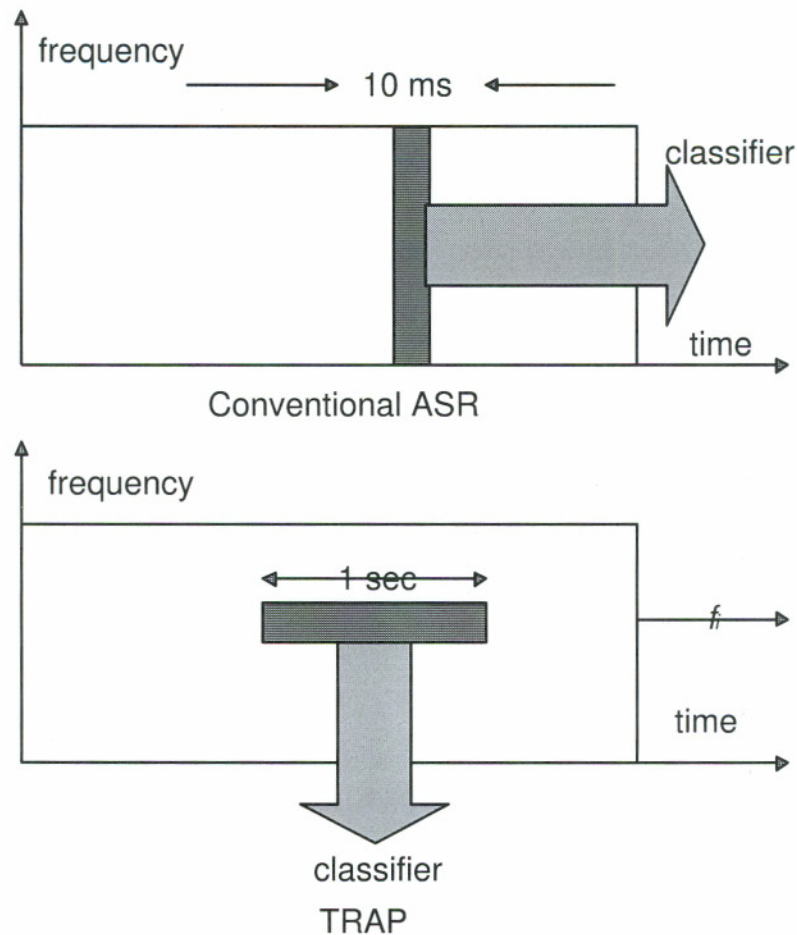 frequency
10 ms
classifier
time
Conventional ASR
frequency
1 sec
fi
time
classifier
TRAP